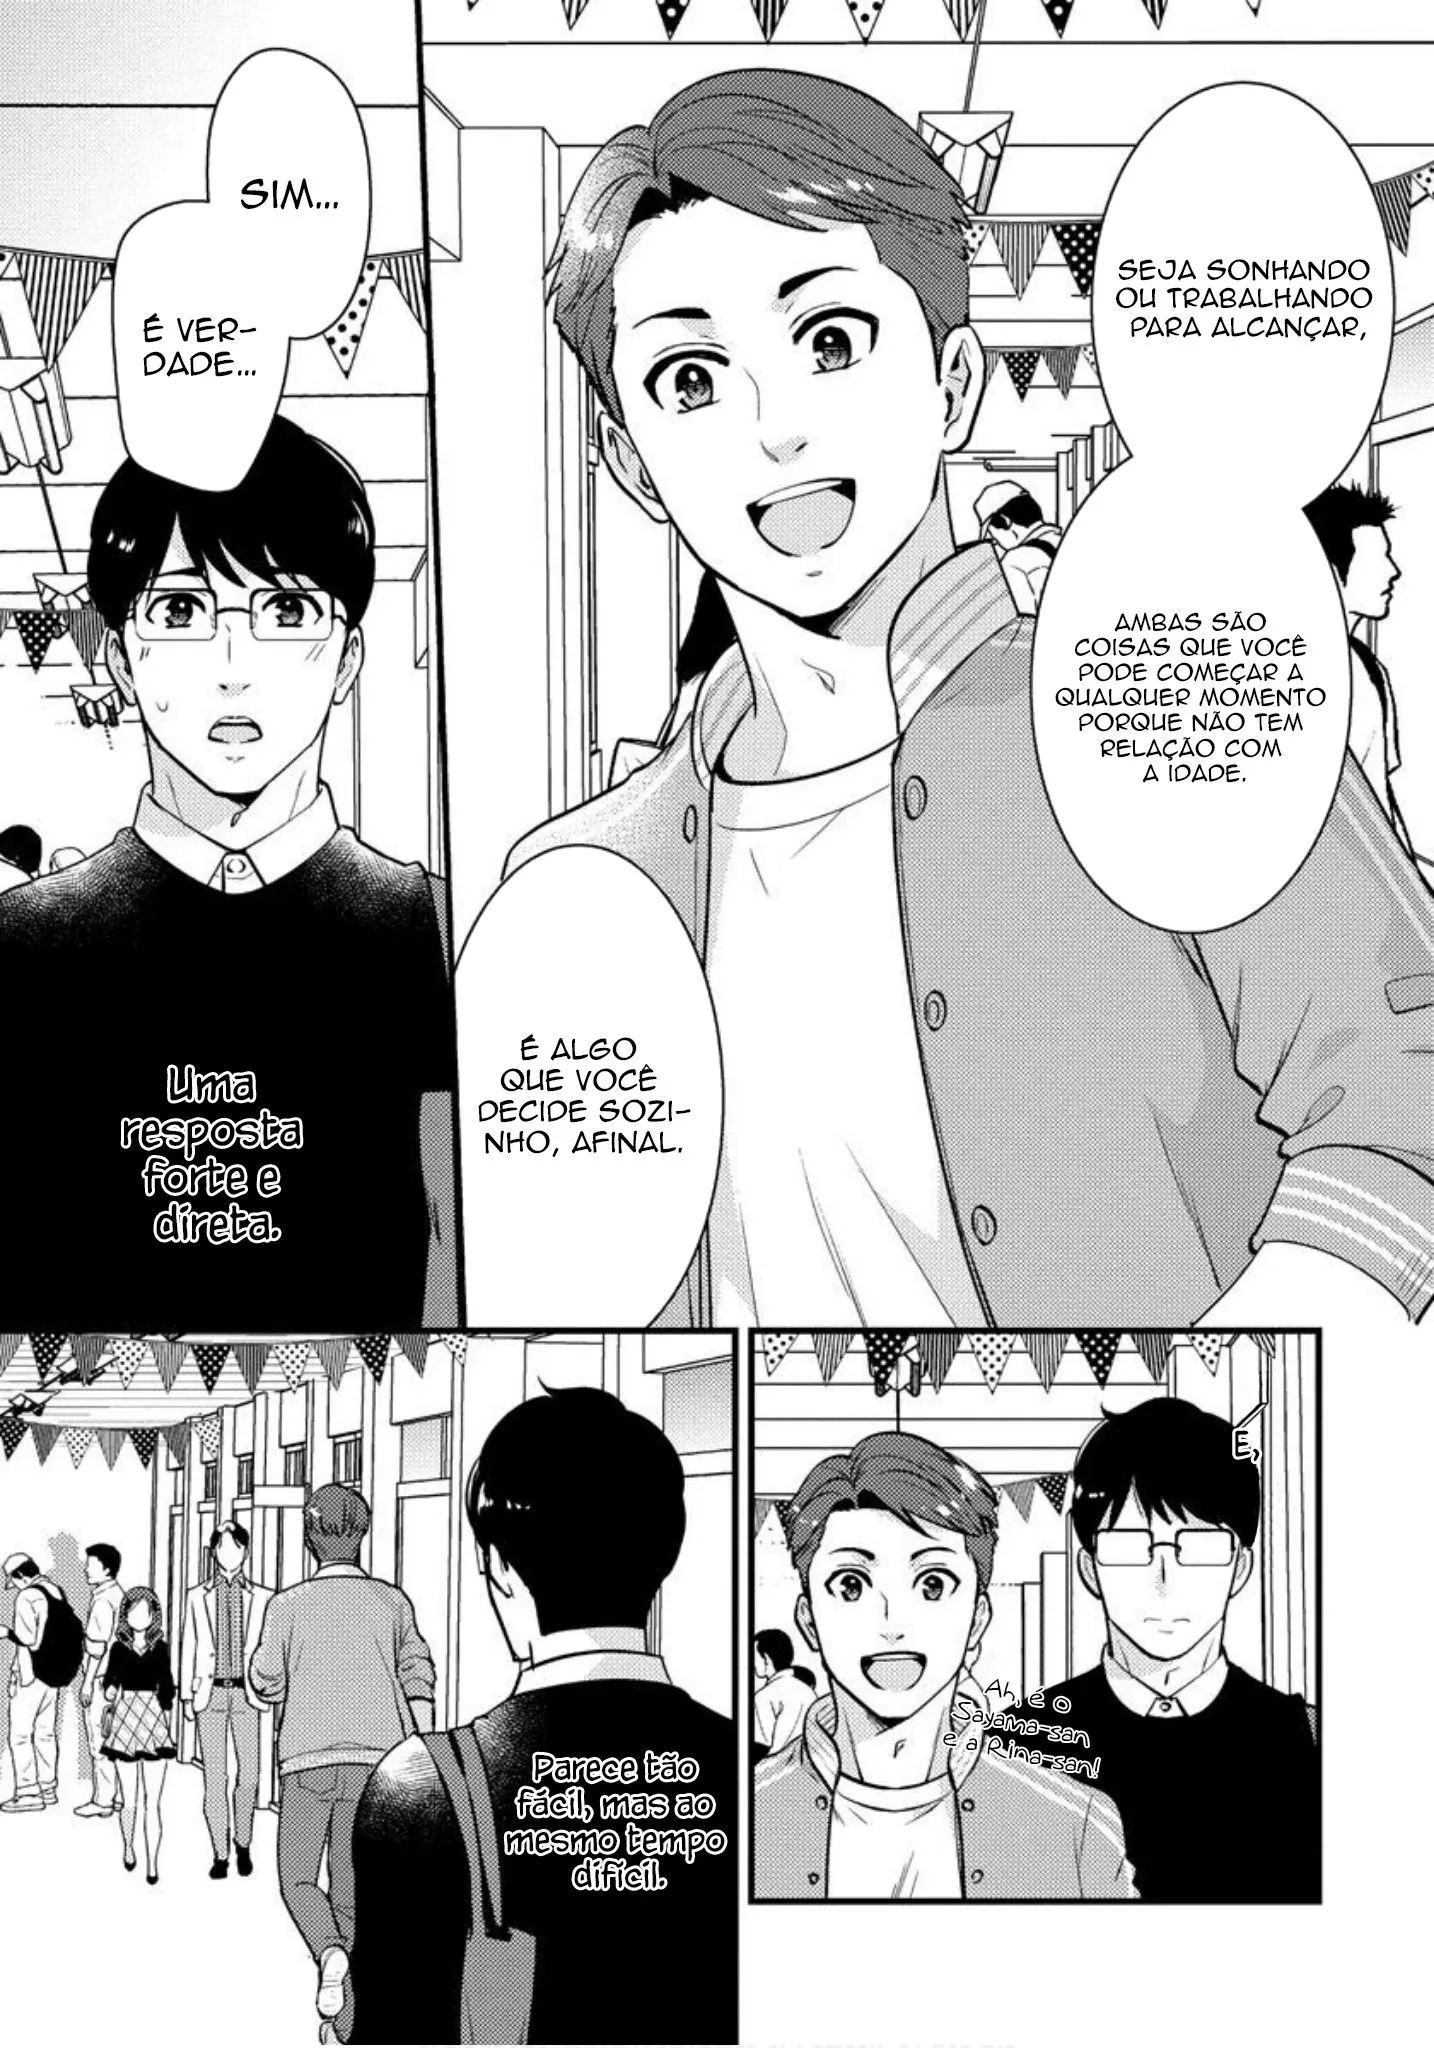 SEJA SONHANDO
OU TRABALHANDO
PARA ALCANÇAR,
AMBAS SÃO
COISAS QUE VOCÊ
PODE COMEÇAR A
QUALQUER MOMENTO
PORQUE NÃO TEM
RELAÇÃO COM
A IDADE.
É ALGO
QUE VOCÊ
DECIDE SOZI-
NHO, AFINAL.
SIM...
É VER-
DADE...
Uma
resposta
forte e
direta.
E,
Ah, é o
Sayama-san
e a Rina-san!
Parece tão
fácil, mas ao
mesmo tempo
difícil.